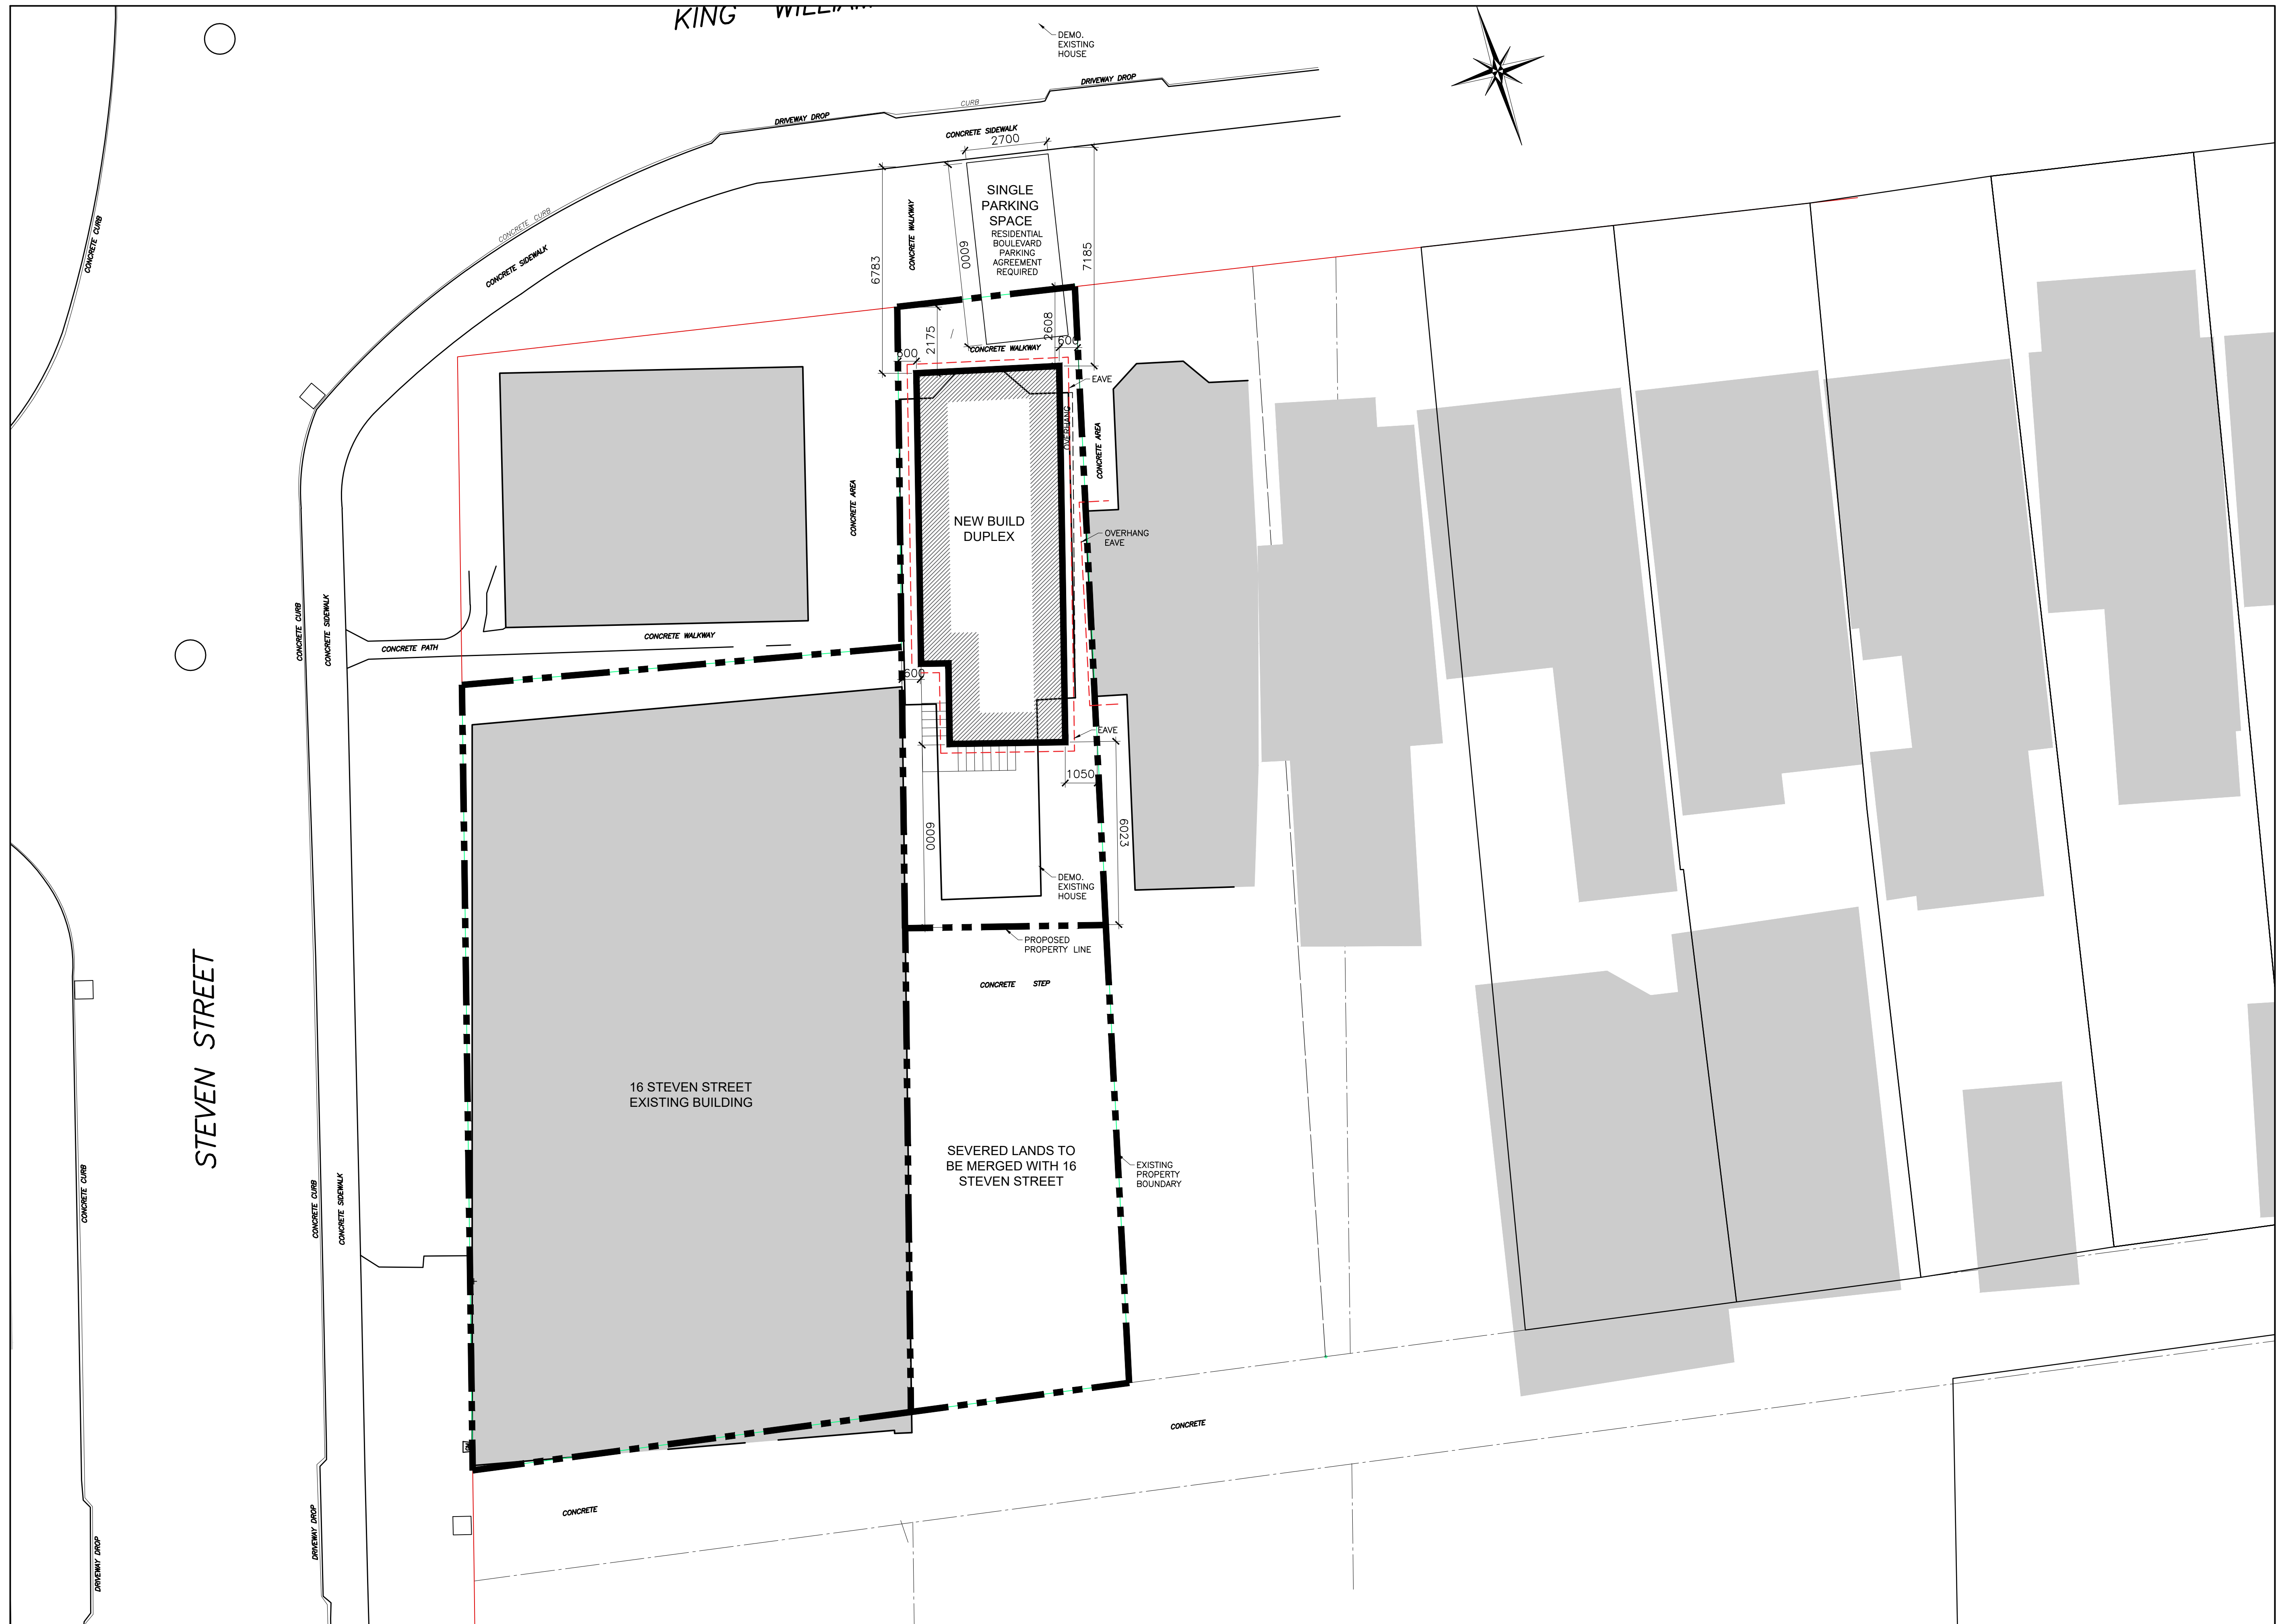 KING WILLIAM
DEMO.
EXISTING
HOUSE
DRIVEWAY DROP
CURB
DRIVEWAY DROP
CONCRETE SIDEWALK
2700
CONCRETE CURB
CONCRETE SIDEWALK
CONCRETE CURB
6783
CONCRETE WALKWAY
6000
SINGLE
PARKING
SPACE
RESIDENTIAL
BOULEVARD
PARKING
AGREEMENT
REQUIRED
7185
2175
2608
600
CONCRETE WALKWAY
600
EAVE
OVERHANG
CONCRETE AREA
CONCRETE AREA
NEW BUILD
DUPLEX
OVERHANG
EAVE
CONCRETE CURB
CONCRETE SIDEWALK
CONCRETE PATH
CONCRETE WALKWAY
600
EAVE
1050
6000
6023
DEMO.
EXISTING
HOUSE
PROPOSED
PROPERTY LINE
CONCRETE STEP
STEVEN STREET
16 STEVEN STREET
EXISTING BUILDING
SEVERED LANDS TO
BE MERGED WITH 16
STEVEN STREET
EXISTING
PROPERTY
BOUNDARY
CONCRETE CURB
CONCRETE CURB
CONCRETE SIDEWALK
CONCRETE
CONCRETE
DRIVEWAY DROP
DRIVEWAY DROP